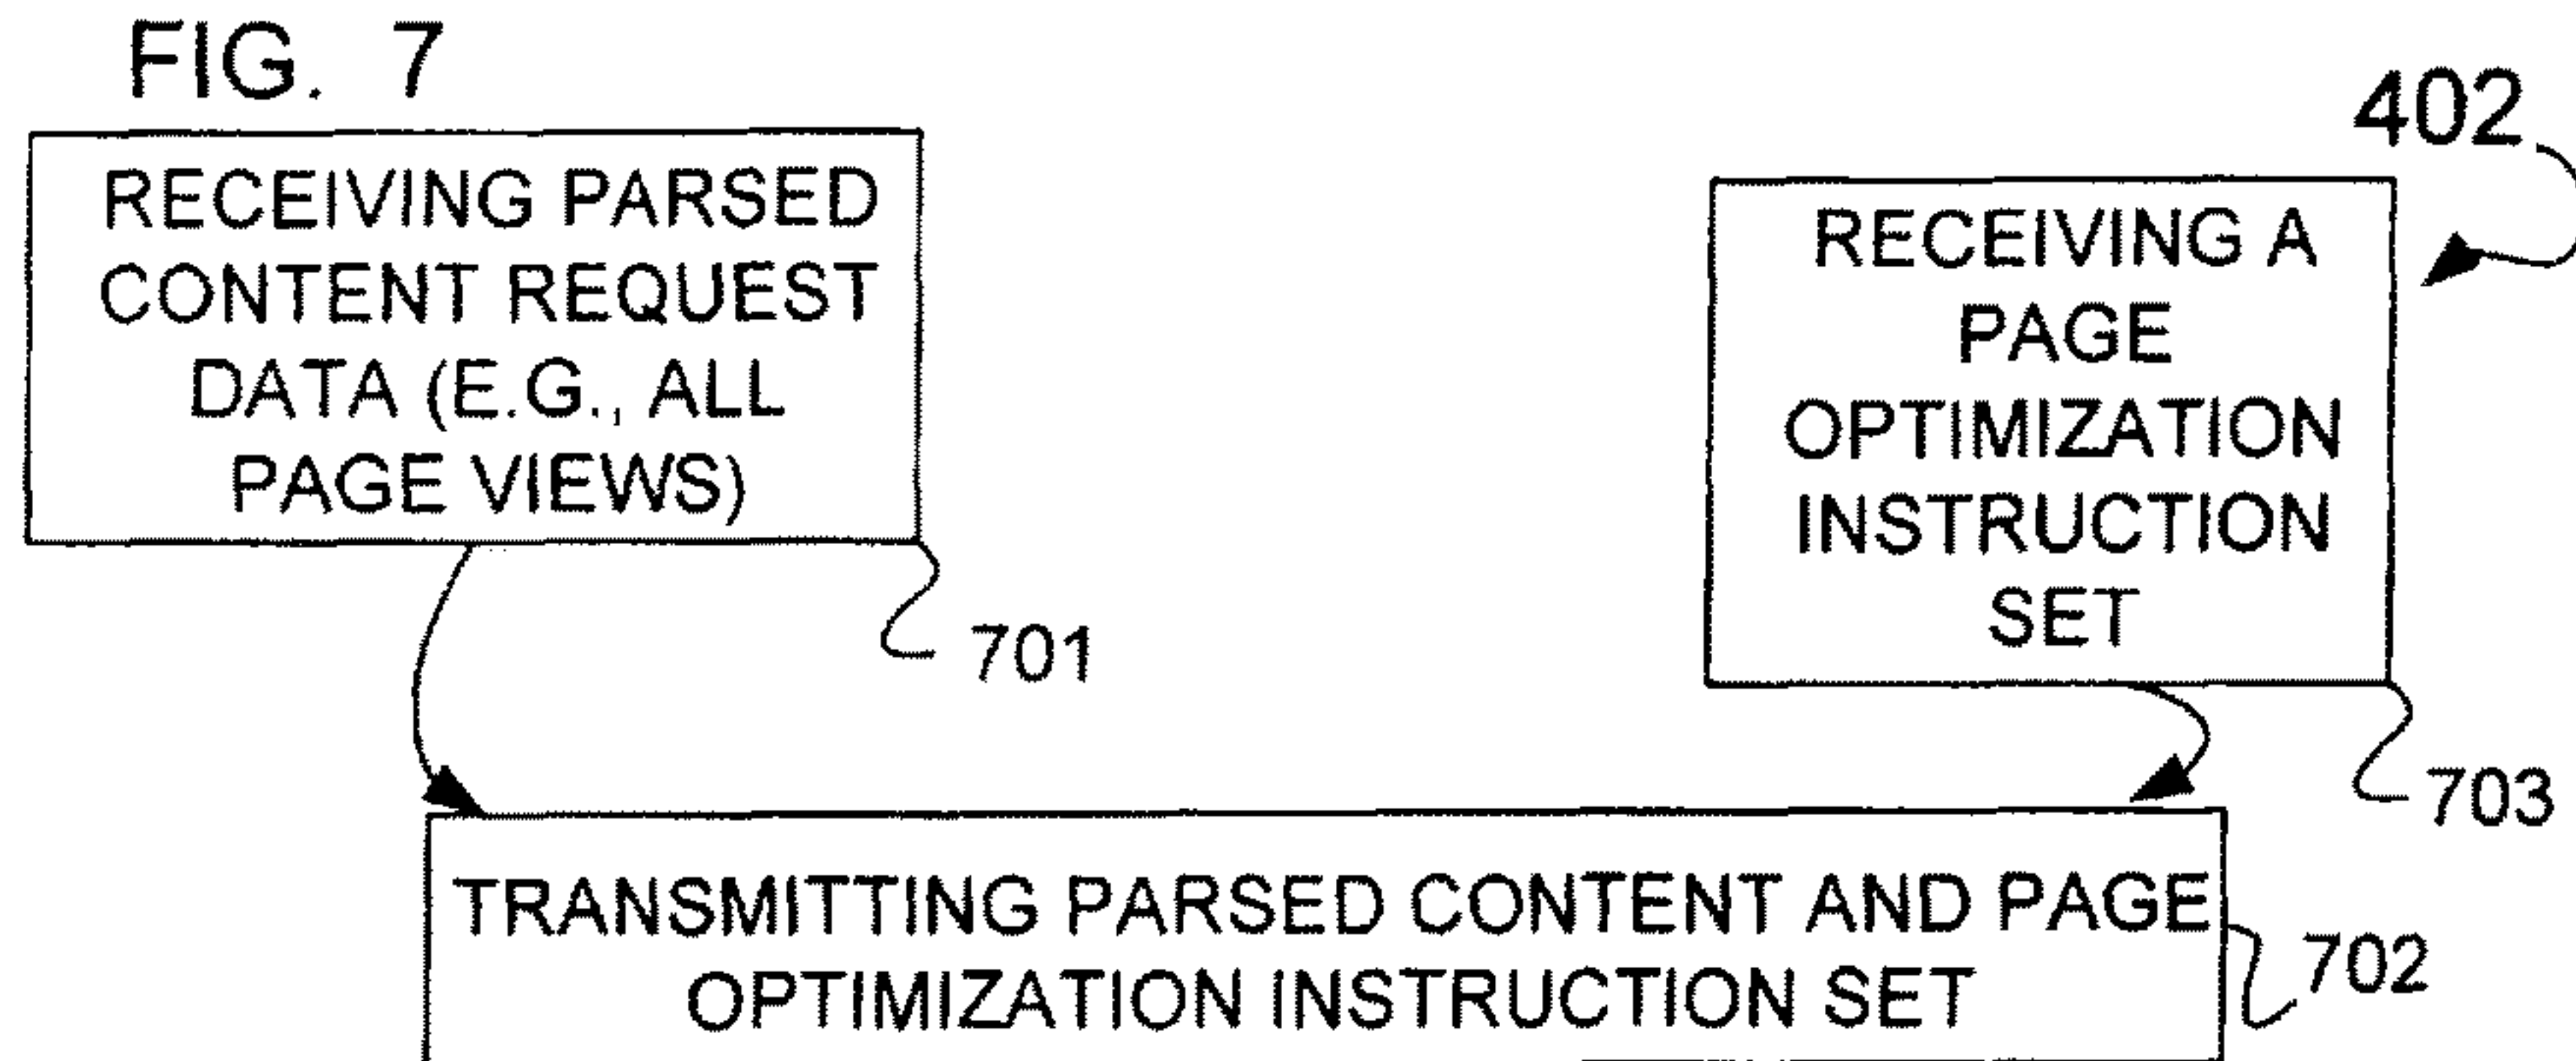 FIG. 7
402
RECEIVING PARSED
CONTENT REQUEST
DATA (E.G., ALL
PAGE VIEWS)
701
RECEIVING A
PAGE
OPTIMIZATION
INSTRUCTION
SET
703
TRANSMITTING PARSED CONTENT AND PAGE
OPTIMIZATION INSTRUCTION SET
702